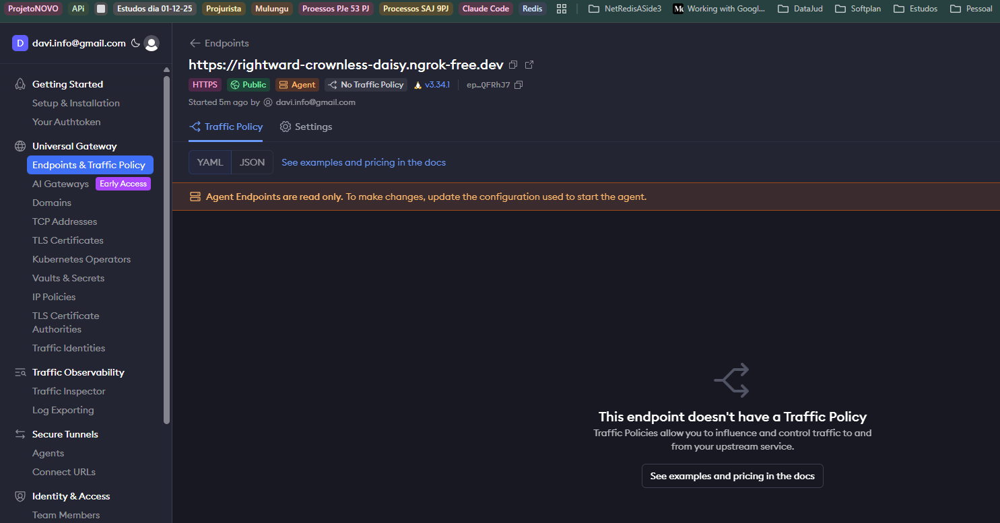 ProjetoNOVO APi Estudos dia 01-12-25 Projurista Mulungu Proessos PJe 53 PJ Processos SAJ 9PJ Claude Code Redis NetRedisASide3 Working with Googl... DataJud Softplan Estudos Pessoal
D davi.info@gmail.com
Getting Started
Setup & Installation
Your Authtoken
Universal Gateway
Endpoints & Traffic Policy
AI Gateways Early Access
Domains
TCP Addresses
TLS Certificates
Kubernetes Operators
Vaults & Secrets
IP Policies
TLS Certificate
Authorities
Traffic Identities
Traffic Observability
Traffic Inspector
Log Exporting
Secure Tunnels
Agents
Connect URLs
Identity & Access
Team Members
Endpoints
https://rightward-crownless-daisy.ngrok-free.dev
HTTPS Public Agent No Traffic Policy v3.34.1 ep…QFRhJ7
Started 5m ago by davi.info@gmail.com
Traffic Policy Settings
YAML JSON See examples and pricing in the docs
Agent Endpoints are read only. To make changes, update the configuration used to start the agent.
This endpoint doesn't have a Traffic Policy
Traffic Policies allow you to influence and control traffic to and
from your upstream service.
See examples and pricing in the docs